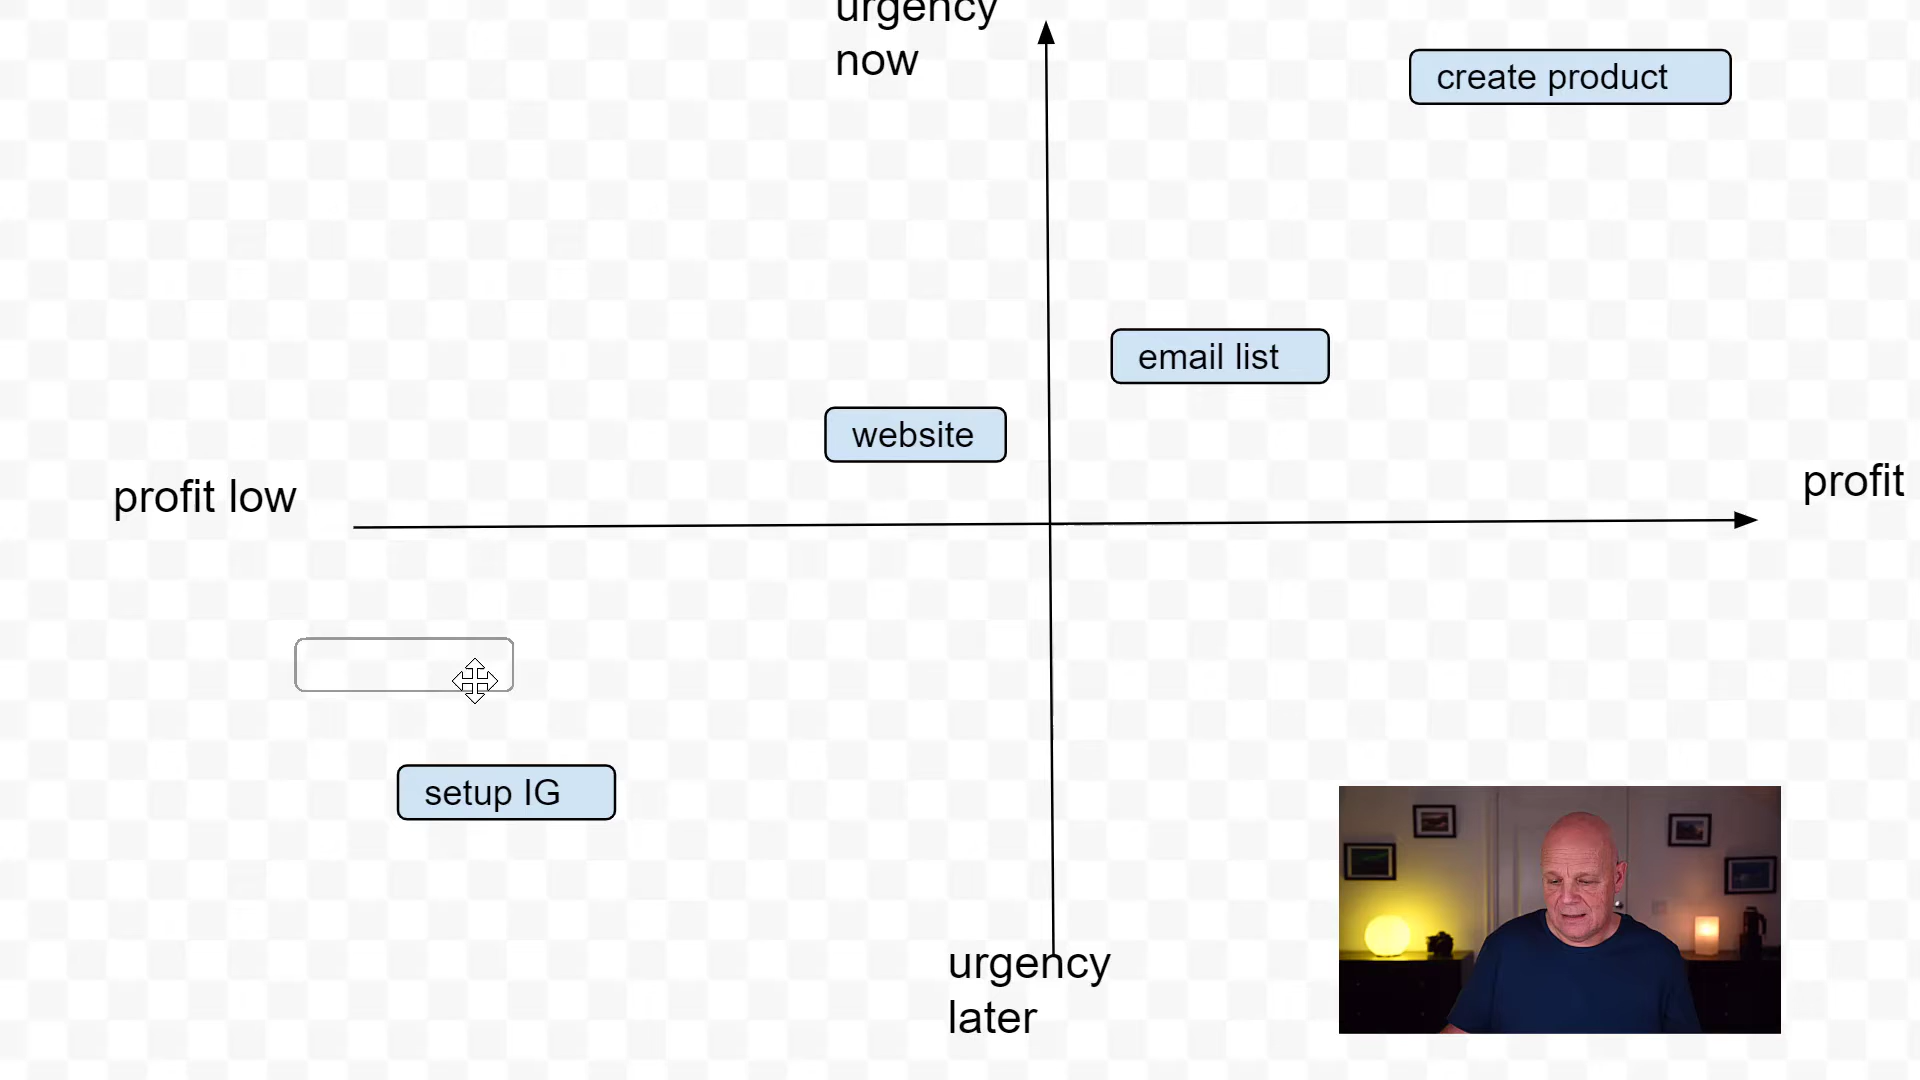 urgency
now
create product
email list
website
profit low
profit
setup IG
urgency
later